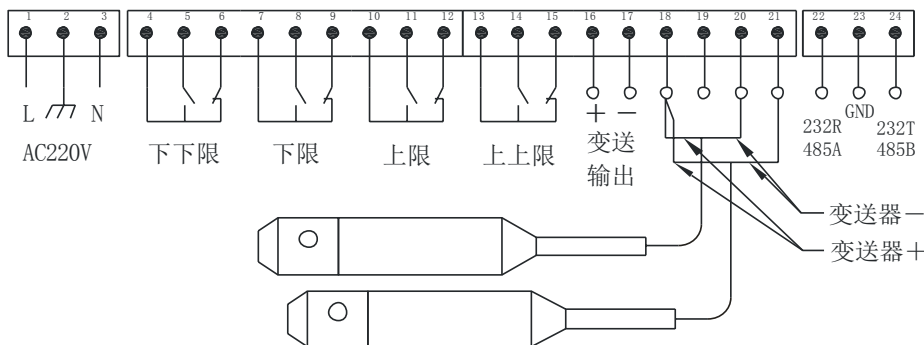 1 2 3 4 5 6 7 8 9 10 11 12 13 14 15 16 17 18 19 20 21 22 23 24
L N
AC220V
下下限
下限
上限
上上限
+ −
变送
输出
232R
485A
GND
232T
485B
变送器−
变送器+